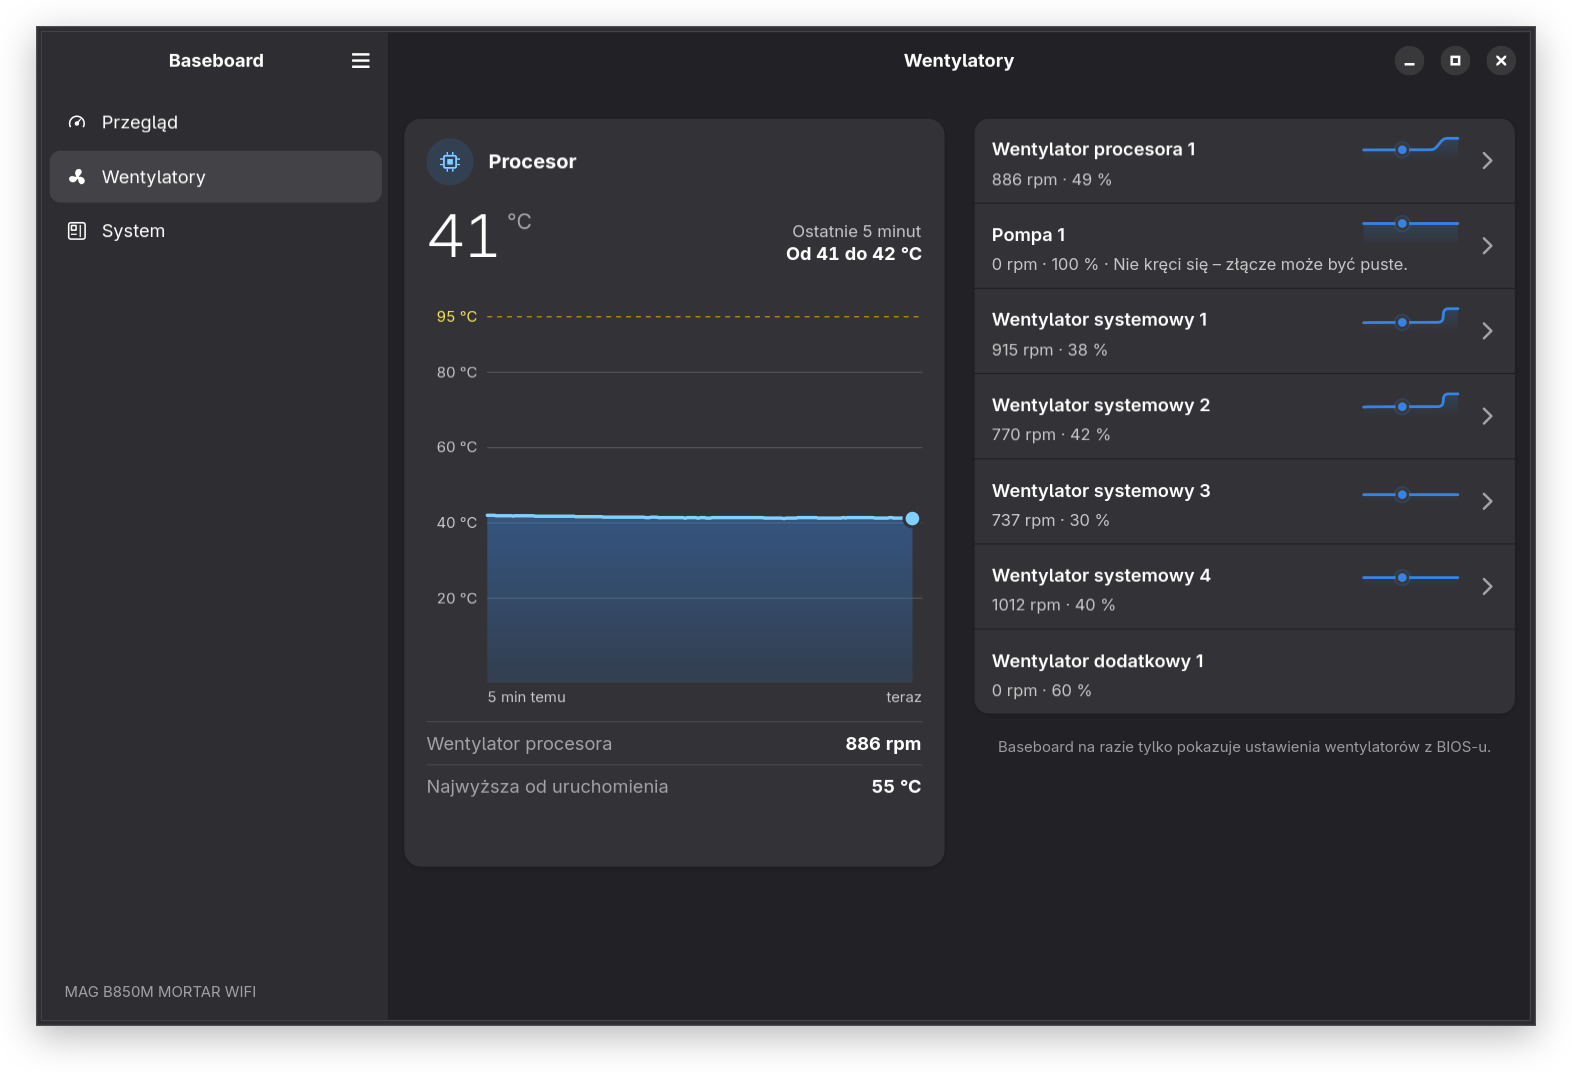 Baseboard
Przegląd
Wentylatory
System
MAG B850M MORTAR WIFI
Wentylatory
Procesor
41 °C
Ostatnie 5 minut
Od 41 do 42 °C
95 °C
80 °C
60 °C
40 °C
20 °C
5 min temu teraz
Wentylator procesora 886 rpm
Najwyższa od uruchomienia 55 °C
Wentylator procesora 1
886 rpm · 49 %
Pompa 1
0 rpm · 100 % · Nie kręci się – złącze może być puste.
Wentylator systemowy 1
915 rpm · 38 %
Wentylator systemowy 2
770 rpm · 42 %
Wentylator systemowy 3
737 rpm · 30 %
Wentylator systemowy 4
1012 rpm · 40 %
Wentylator dodatkowy 1
0 rpm · 60 %
Baseboard na razie tylko pokazuje ustawienia wentylatorów z BIOS-u.